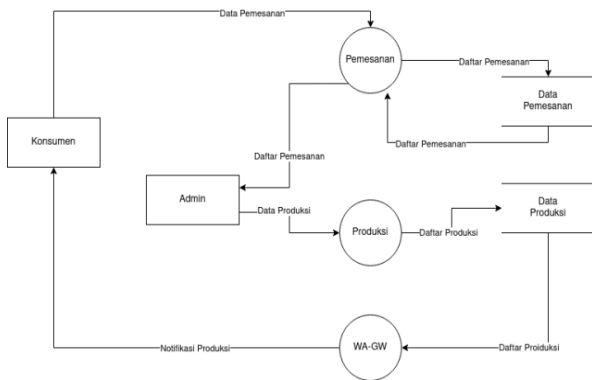 Data Pemesanan
Pemesanan
Daftar Pemesanan
Data
Pemesanan
Daftar Pemesanan
Konsumen
Daftar Pemesanan
Admin
Data Produksi
Produksi
Daftar Produksi
Data
Produksi
Notifikasi Produksi
WA-GW
Daftar Proiduksi